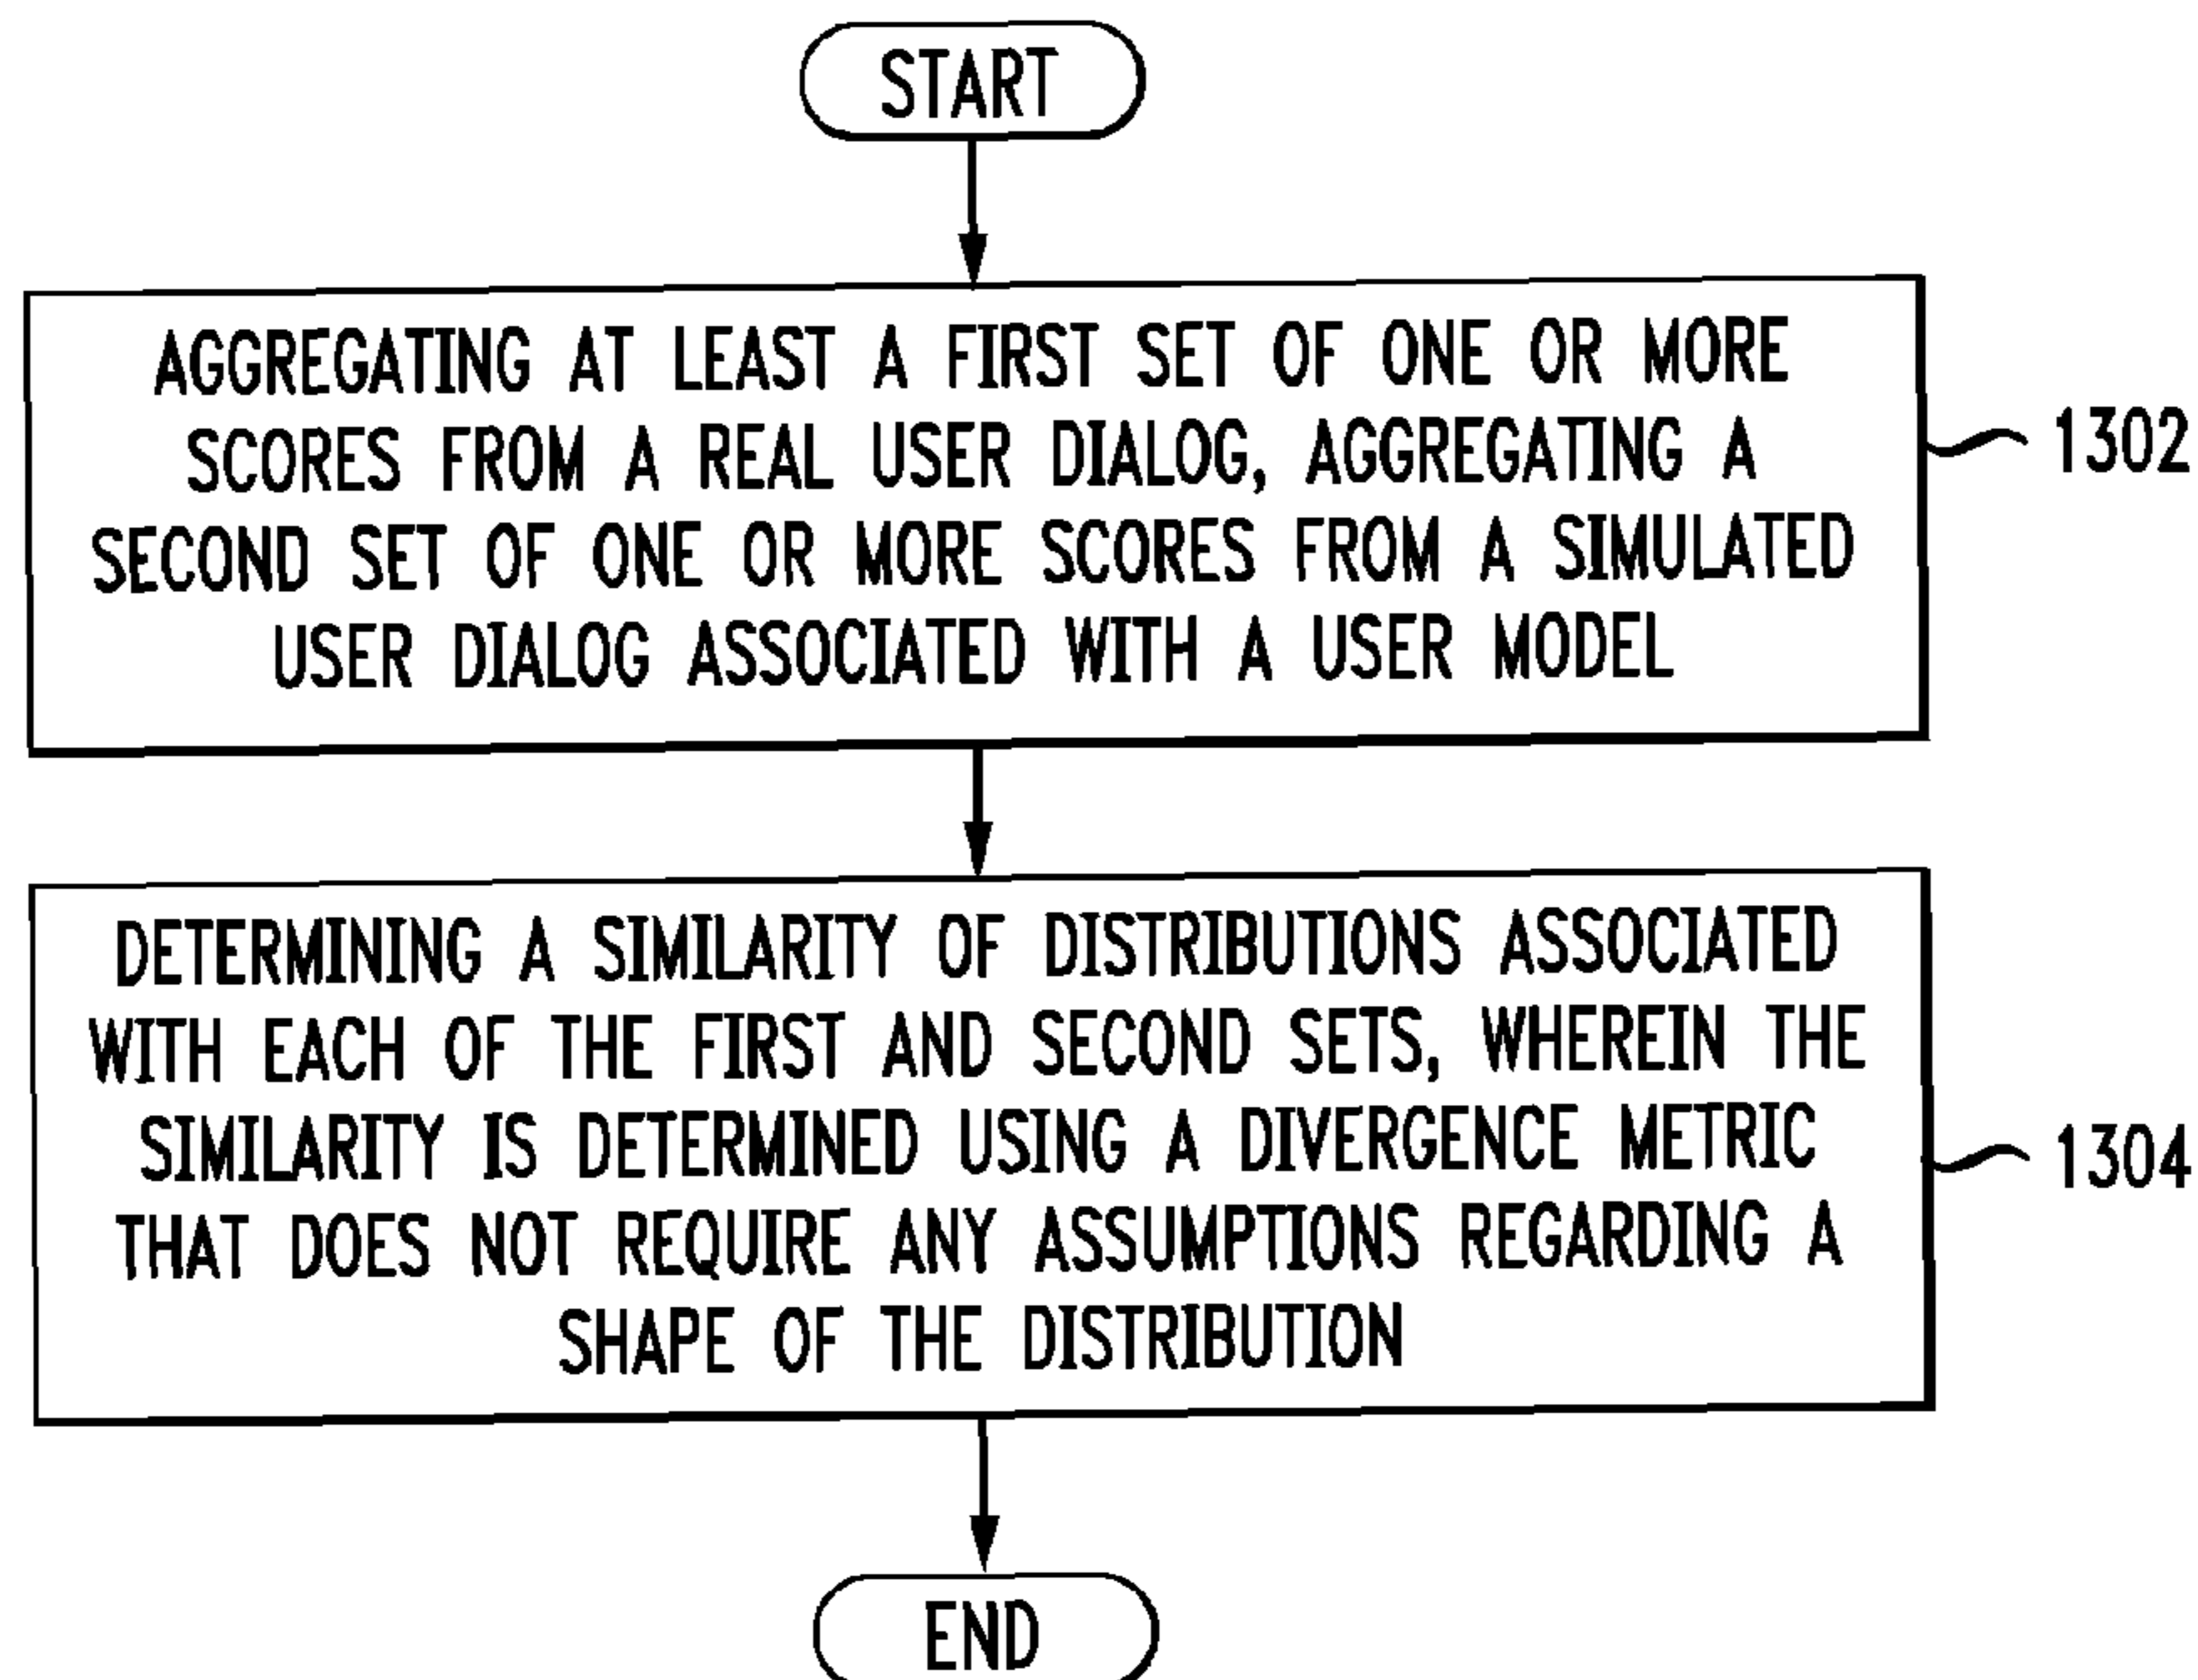 START
AGGREGATING AT LEAST A FIRST SET OF ONE OR MORE
SCORES FROM A REAL USER DIALOG, AGGREGATING A
SECOND SET OF ONE OR MORE SCORES FROM A SIMULATED
USER DIALOG ASSOCIATED WITH A USER MODEL
1302
DETERMINING A SIMILARITY OF DISTRIBUTIONS ASSOCIATED
WITH EACH OF THE FIRST AND SECOND SETS, WHEREIN THE
SIMILARITY IS DETERMINED USING A DIVERGENCE METRIC
THAT DOES NOT REQUIRE ANY ASSUMPTIONS REGARDING A
SHAPE OF THE DISTRIBUTION
1304
END